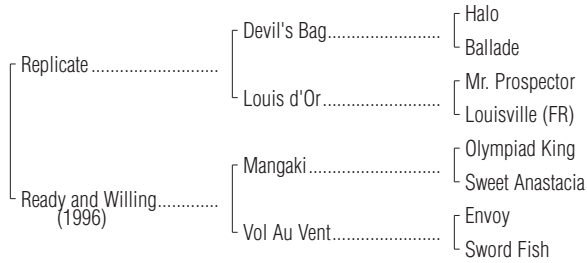 Halo
Devil's Bag
Ballade
Replicate
Mr. Prospector
Louis d'Or
Louisville (FR)
Olympiad King
Mangaki
Sweet Anastacia
Ready and Willing
(1996)
Envoy
Vol Au Vent
Sword Fish